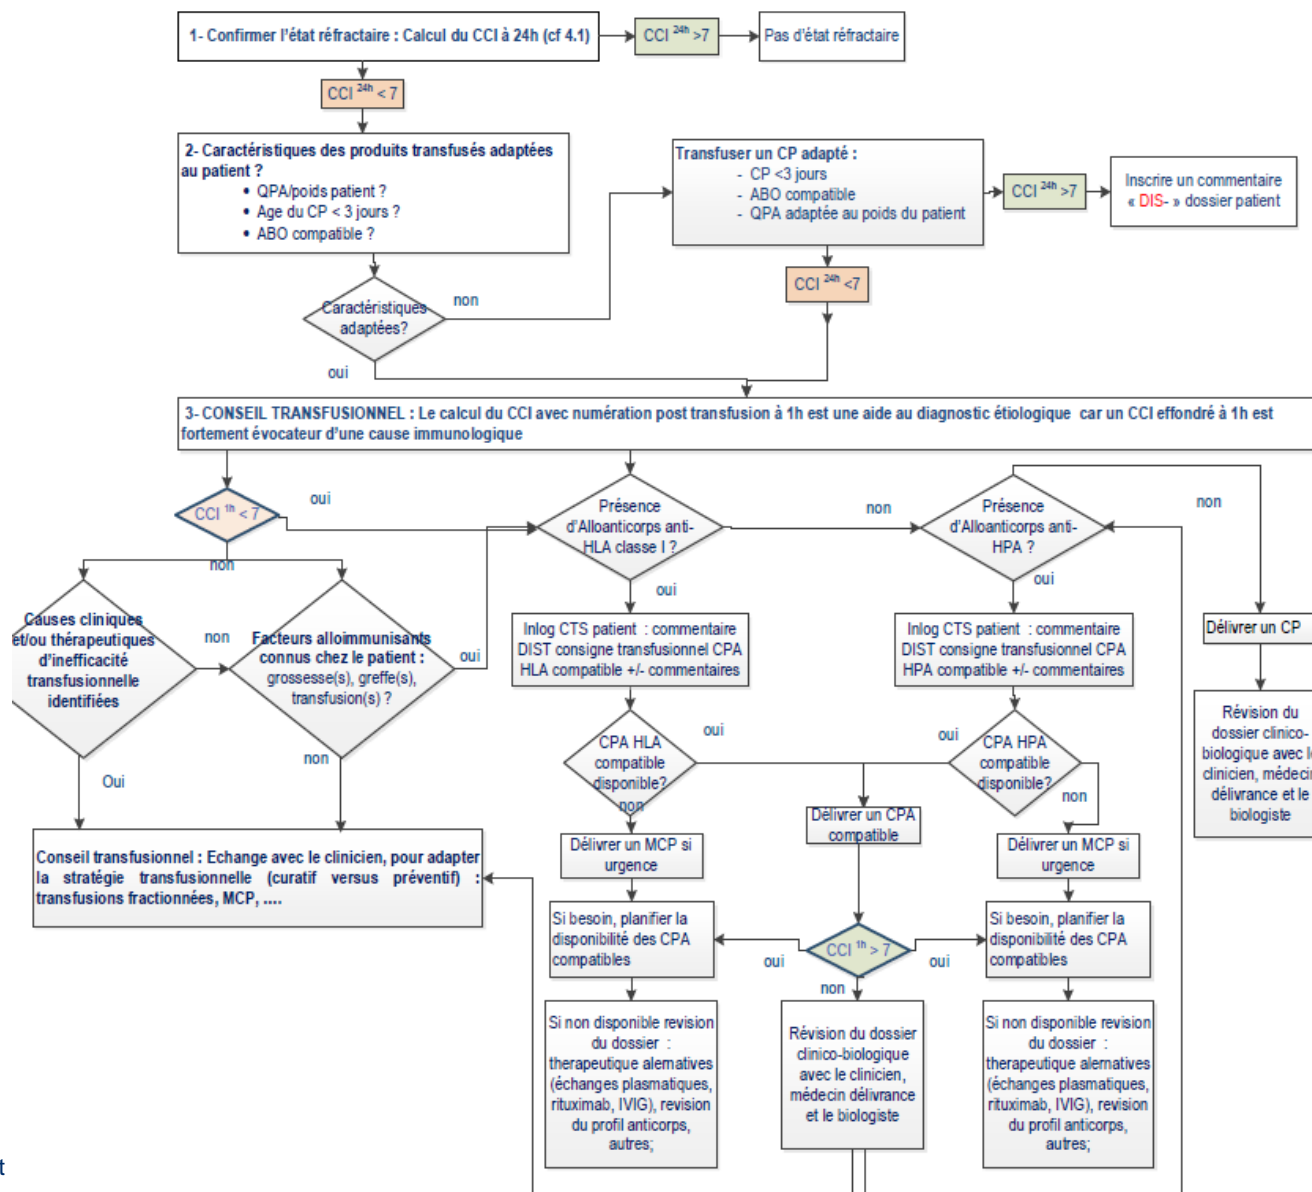 1- Confirmer l'état réfractaire : Calcul du CCI à 24h (cf 4.1)
CCI 24h >7
Pas d'état réfractaire
CCI 24h < 7
2- Caractéristiques des produits transfusés adaptées
au patient ?
• QPA/poids patient ?
• Age du CP < 3 jours ?
• ABO compatible ?
Transfuser un CP adapté :
- CP <3 jours
- ABO compatible
- QPA adaptée au poids du patient
CCI 24h >7
Inscrire un commentaire
« DIS- » dossier patient
CCI 24h <7
Caractéristiques
adaptées?
non
oui
3- CONSEIL TRANSFUSIONNEL : Le calcul du CCI avec numération post transfusion à 1h est une aide au diagnostic étiologique car un CCI effondré à 1h est
fortement évocateur d'une cause immunologique
CCI 1h < 7
oui
non
Présence
d'Alloanticorps anti-
HLA classe I ?
non
oui
Présence
d'Alloanticorps anti-
HPA ?
non
oui
Causes cliniques
et/ou thérapeutiques
d'inefficacité
transfusionnelle
identifiées
non
Oui
Facteurs alloimmunisants
connus chez le patient :
grossesse(s), greffe(s),
transfusion(s) ?
oui
non
Inlog CTS patient : commentaire
DIST consigne transfusionnel CPA
HLA compatible +/- commentaires
Inlog CTS patient : commentaire
DIST consigne transfusionnel CPA
HPA compatible +/- commentaires
Délivrer un CP
Révision du
dossier clinico-
biologique avec
clinicien,
délivrance et le
biologiste
CPA HLA
compatible
disponible?
oui
non
CPA HPA
compatible
disponible?
oui
non
Délivrer un CPA
compatible
Délivrer un MCP si
urgence
Délivrer un MCP si
urgence
Conseil transfusionnel : Echange avec le clinicien, pour adapter
la stratégie transfusionnelle (curatif versus préventif) :
transfusions fractionnées, MCP, ....
Si besoin, planifier la
disponibilité des CPA
compatibles
CCI 1h > 7
oui
oui
non
Si besoin, planifier la
disponibilité des CPA
compatibles
Si non disponible revision
du dossier :
therapeutique alernatives
(échanges plasmatiques,
rituximab, IVIG), revision
du profil anticorps,
autres;
Révision du dossier
clinico-biologique
avec le clinicien,
médecin délivrance
et le biologiste
Si non disponible revision
du dossier :
therapeutique alernatives
(échanges plasmatiques,
rituximab, IVIG), revision
du profil anticorps,
autres;
t